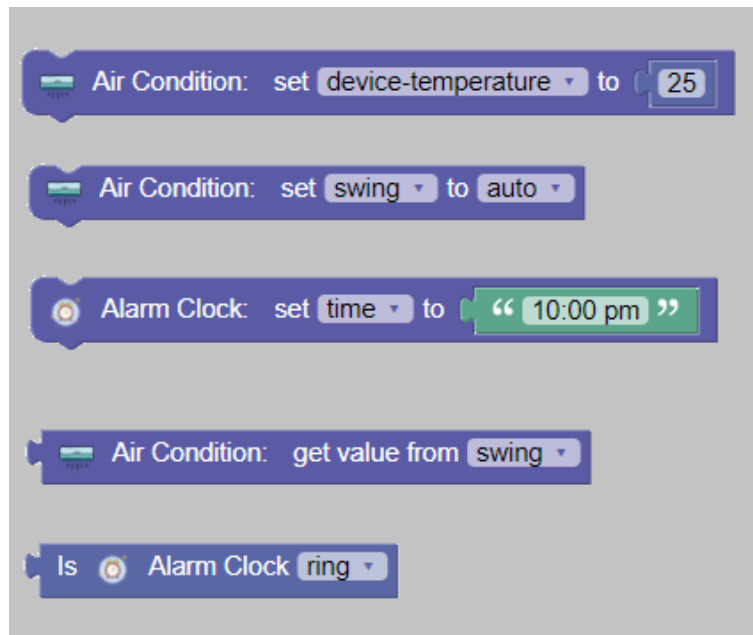 Air Condition: set device-temperature to 25
Air Condition: set swing to auto
Alarm Clock: set time to “ 10:00 pm ”
Air Condition: get value from swing
Is Alarm Clock ring